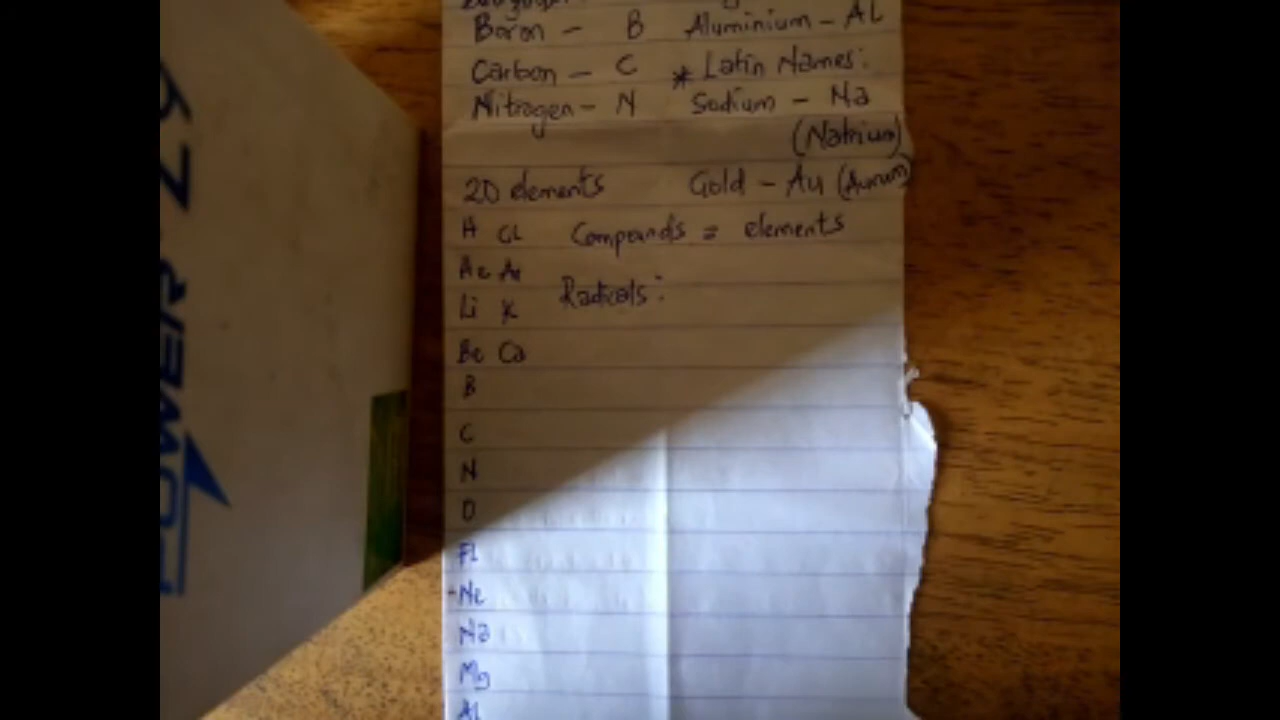 Boron - B Aluminium - AL
Carbon - C * Latin Names:
Nitrogen - N Sodium - Na
(Natrium)
20 elements Gold - Au (Aurum)
H CL Compounds = elements
He Ar
Radicals:
Li K
Be Ca
B
C
N
O
FL
Ne
Na
Mg
AL